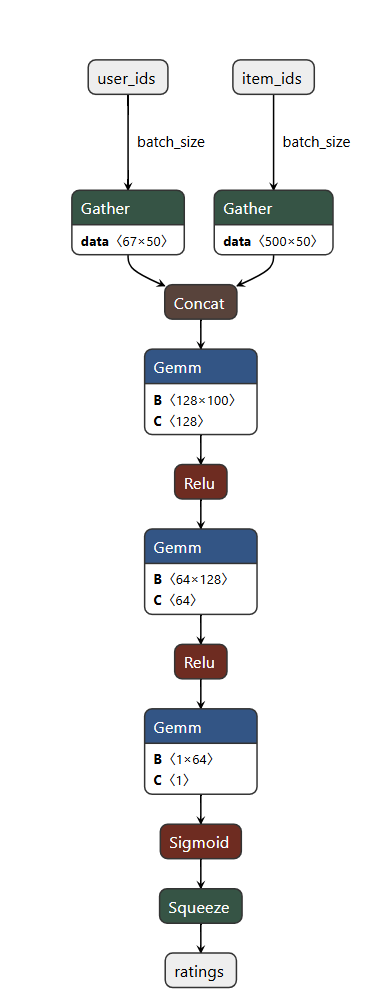 user_ids item_ids
batch_size batch_size
Gather Gather
data〈67×50〉 data〈500×50〉
Concat
Gemm
B〈128×100〉
C〈128〉
Relu
Gemm
B〈64×128〉
C〈64〉
Relu
Gemm
B〈1×64〉
C〈1〉
Sigmoid
Squeeze
ratings